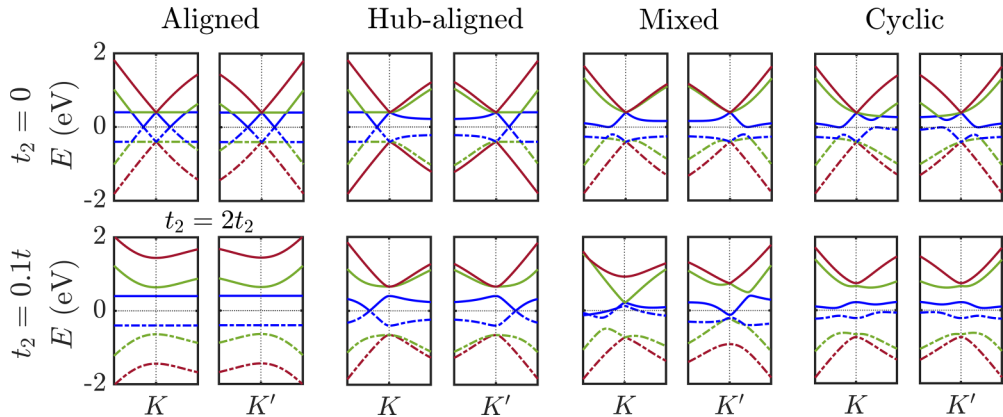 Aligned Hub-aligned Mixed Cyclic
t₂ = 0
E (eV)
2
0
-2
t₂ = 2t₂
t₂ = 0.1t
E (eV)
2
0
-2
K K′ K K′ K K′ K K′